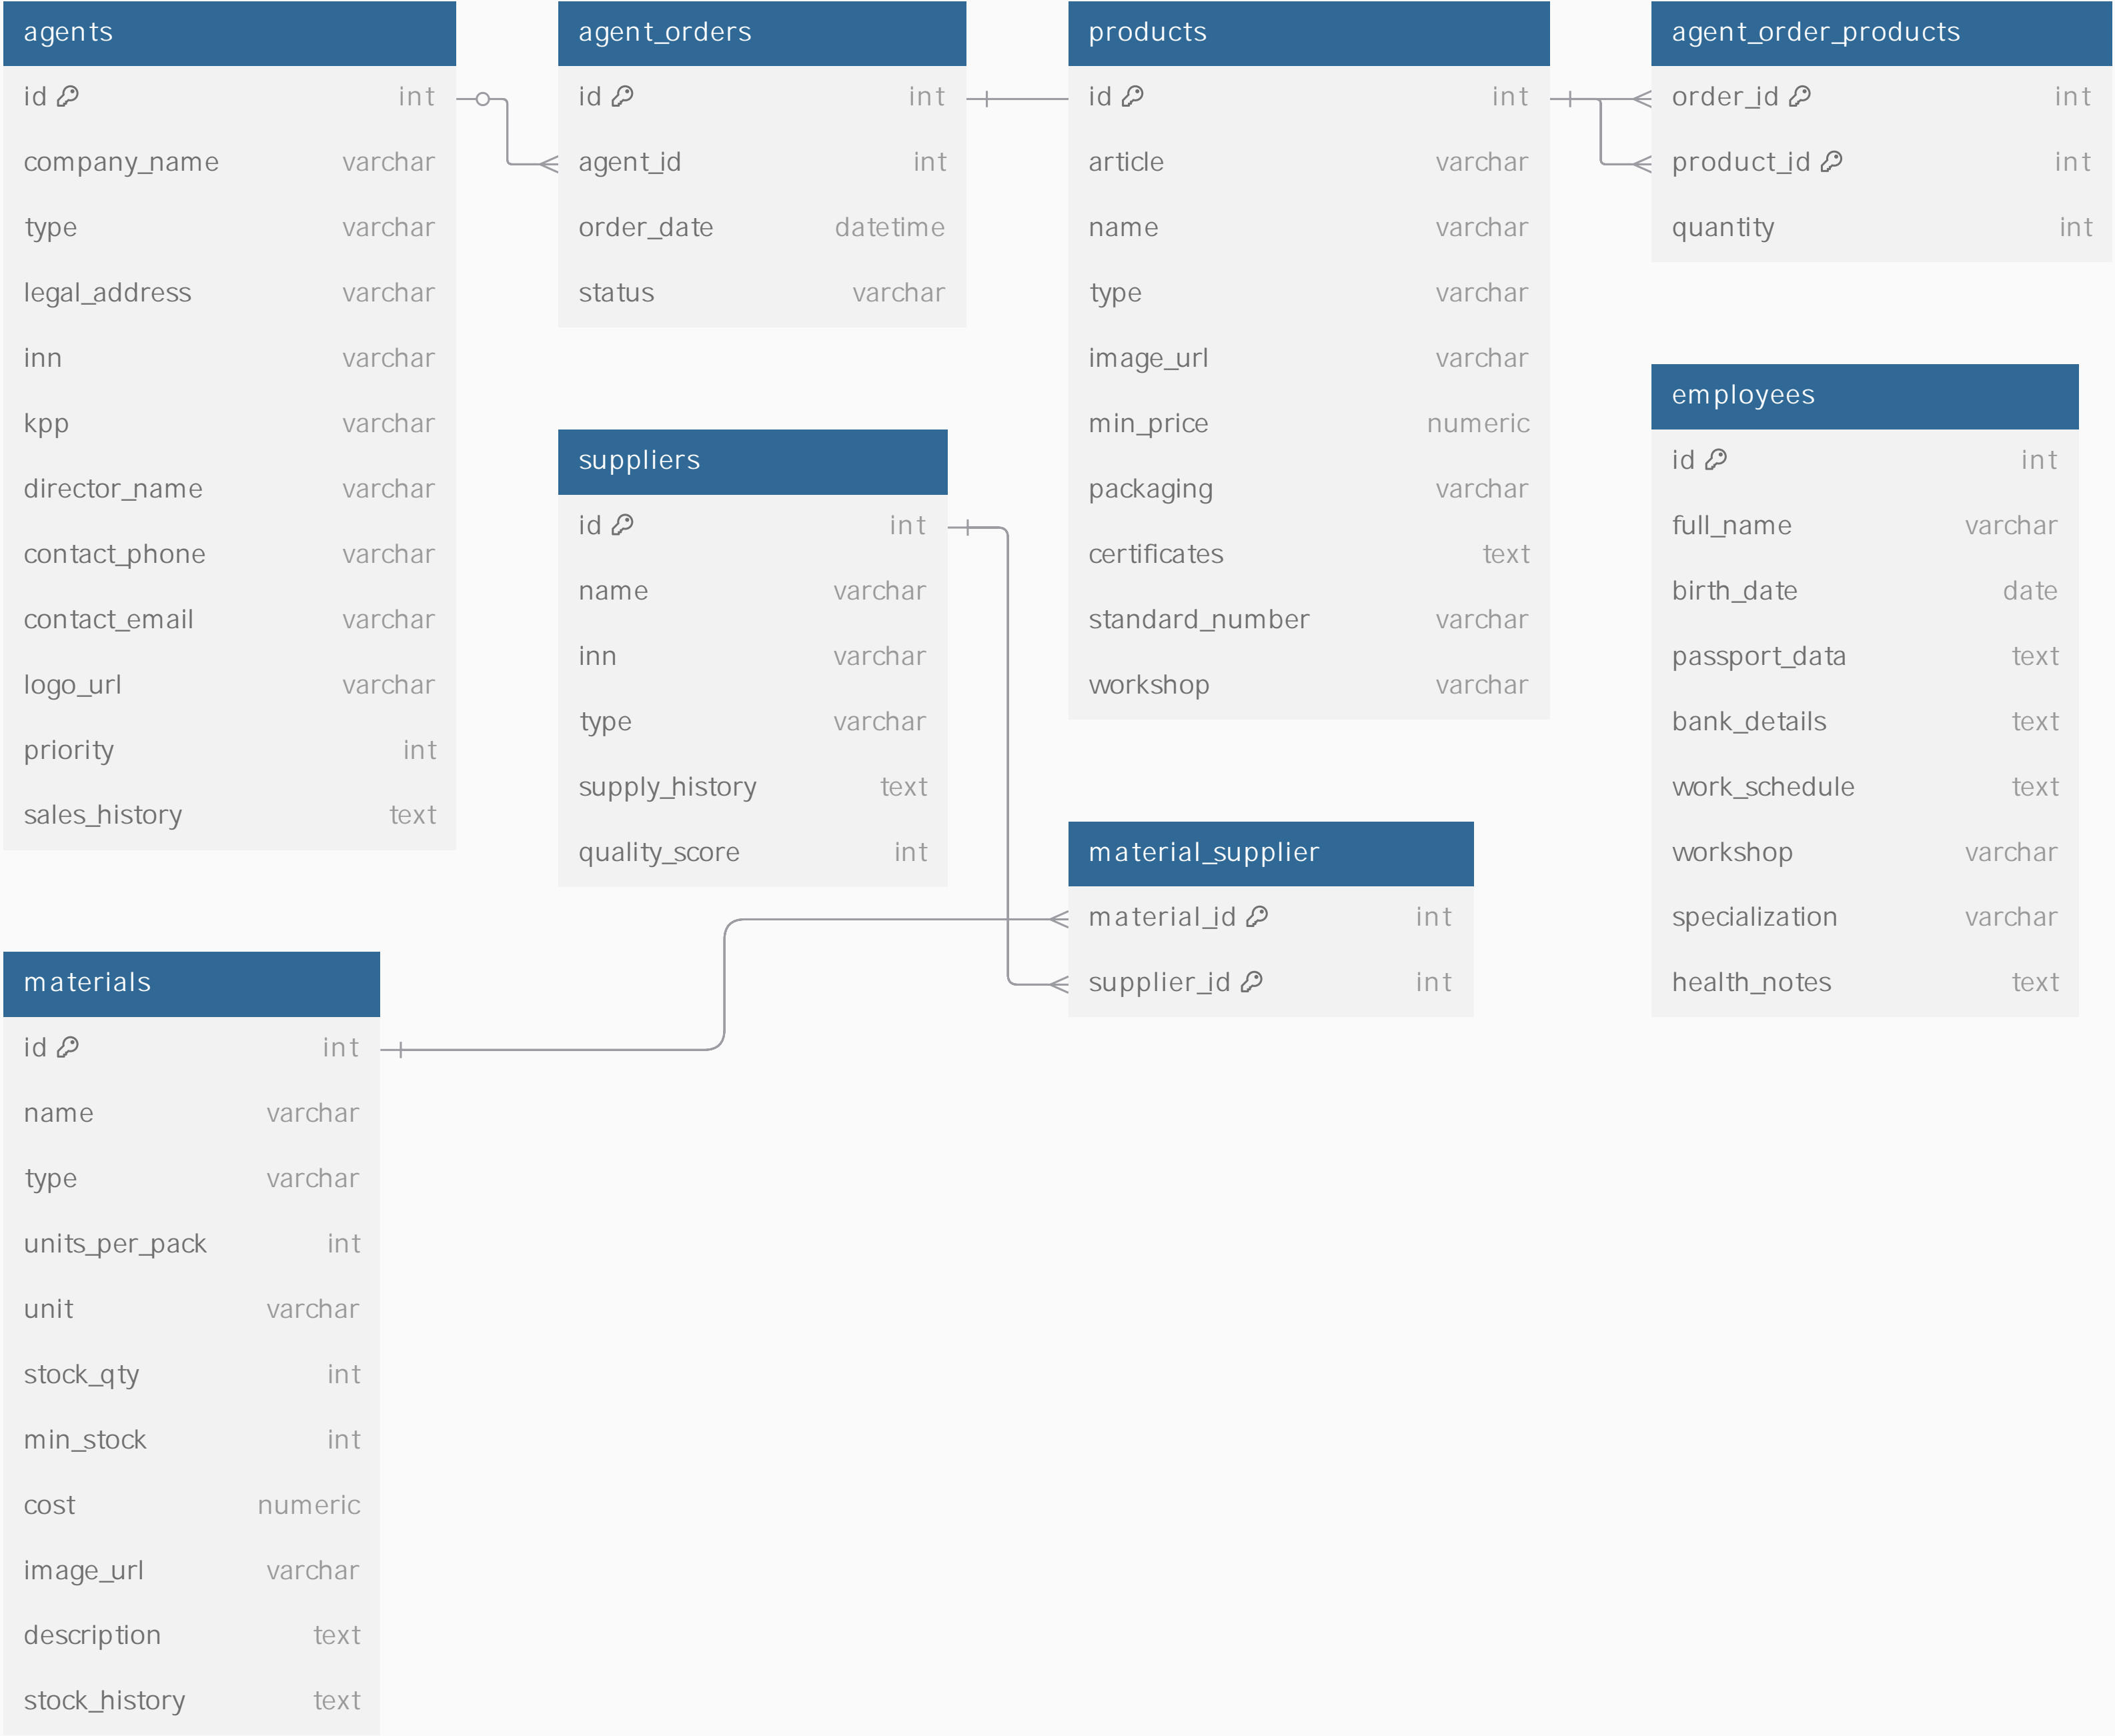 agents
id int
company_name varchar
type varchar
legal_address varchar
inn varchar
kpp varchar
director_name varchar
contact_phone varchar
contact_email varchar
logo_url varchar
priority int
sales_history text
agent_orders
id int
agent_id int
order_date datetime
status varchar
products
id int
article varchar
name varchar
type varchar
image_url varchar
min_price numeric
packaging varchar
certificates text
standard_number varchar
workshop varchar
agent_order_products
order_id int
product_id int
quantity int
employees
id int
full_name varchar
birth_date date
passport_data text
bank_details text
work_schedule text
workshop varchar
specialization varchar
health_notes text
suppliers
id int
name varchar
inn varchar
type varchar
supply_history text
quality_score int
material_supplier
material_id int
supplier_id int
materials
id int
name varchar
type varchar
units_per_pack int
unit varchar
stock_qty int
min_stock int
cost numeric
image_url varchar
description text
stock_history text